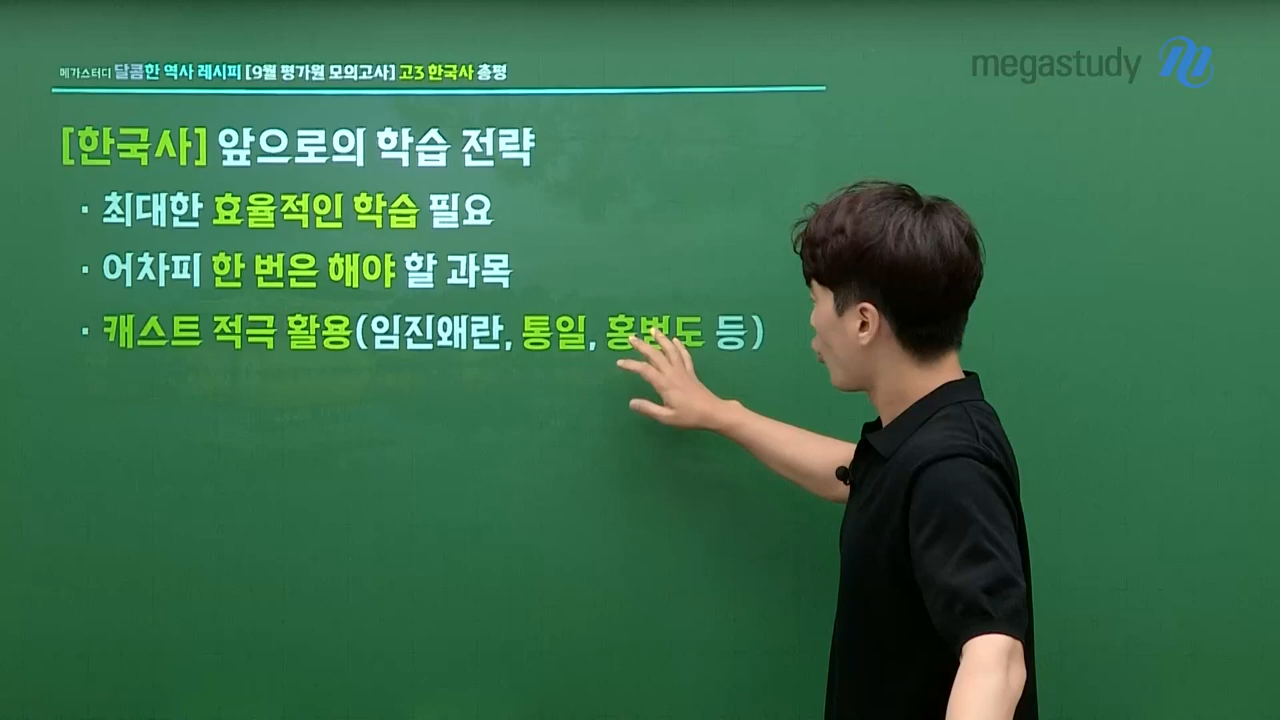 메가스터디 달콤한 역사 레시피 [9월 평가원 모의고사] 고3 한국사 총평
megastudy
[한국사] 앞으로의 학습 전략
· 최대한 효율적인 학습 필요
· 어차피 한 번은 해야 할 과목
· 캐스트 적극 활용(임진왜란, 통일, 홍범도 등)